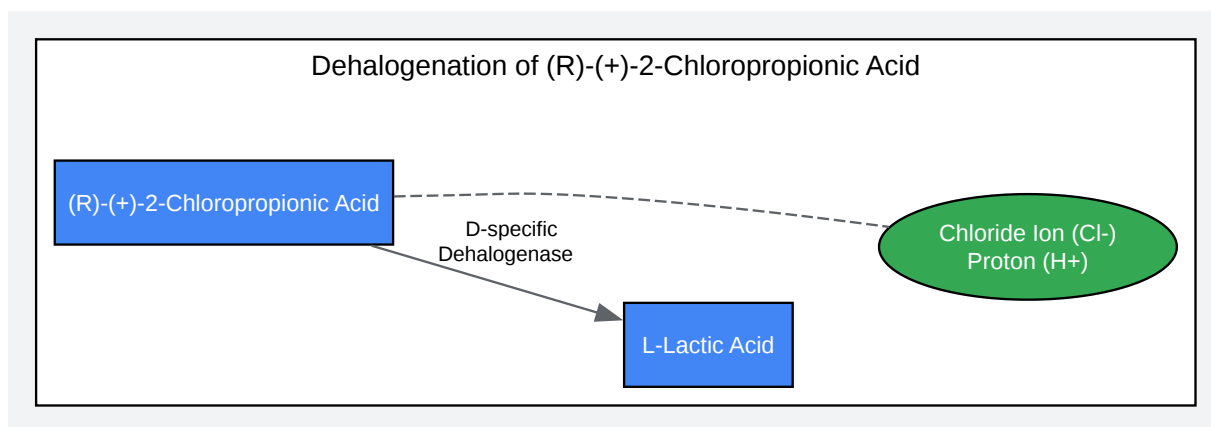 Dehalogenation of (R)-(+)-2-Chloropropionic Acid
(R)-(+)-2-Chloropropionic Acid
D-specific
Dehalogenase
Chloride Ion (Cl-)
Proton (H+)
L-Lactic Acid